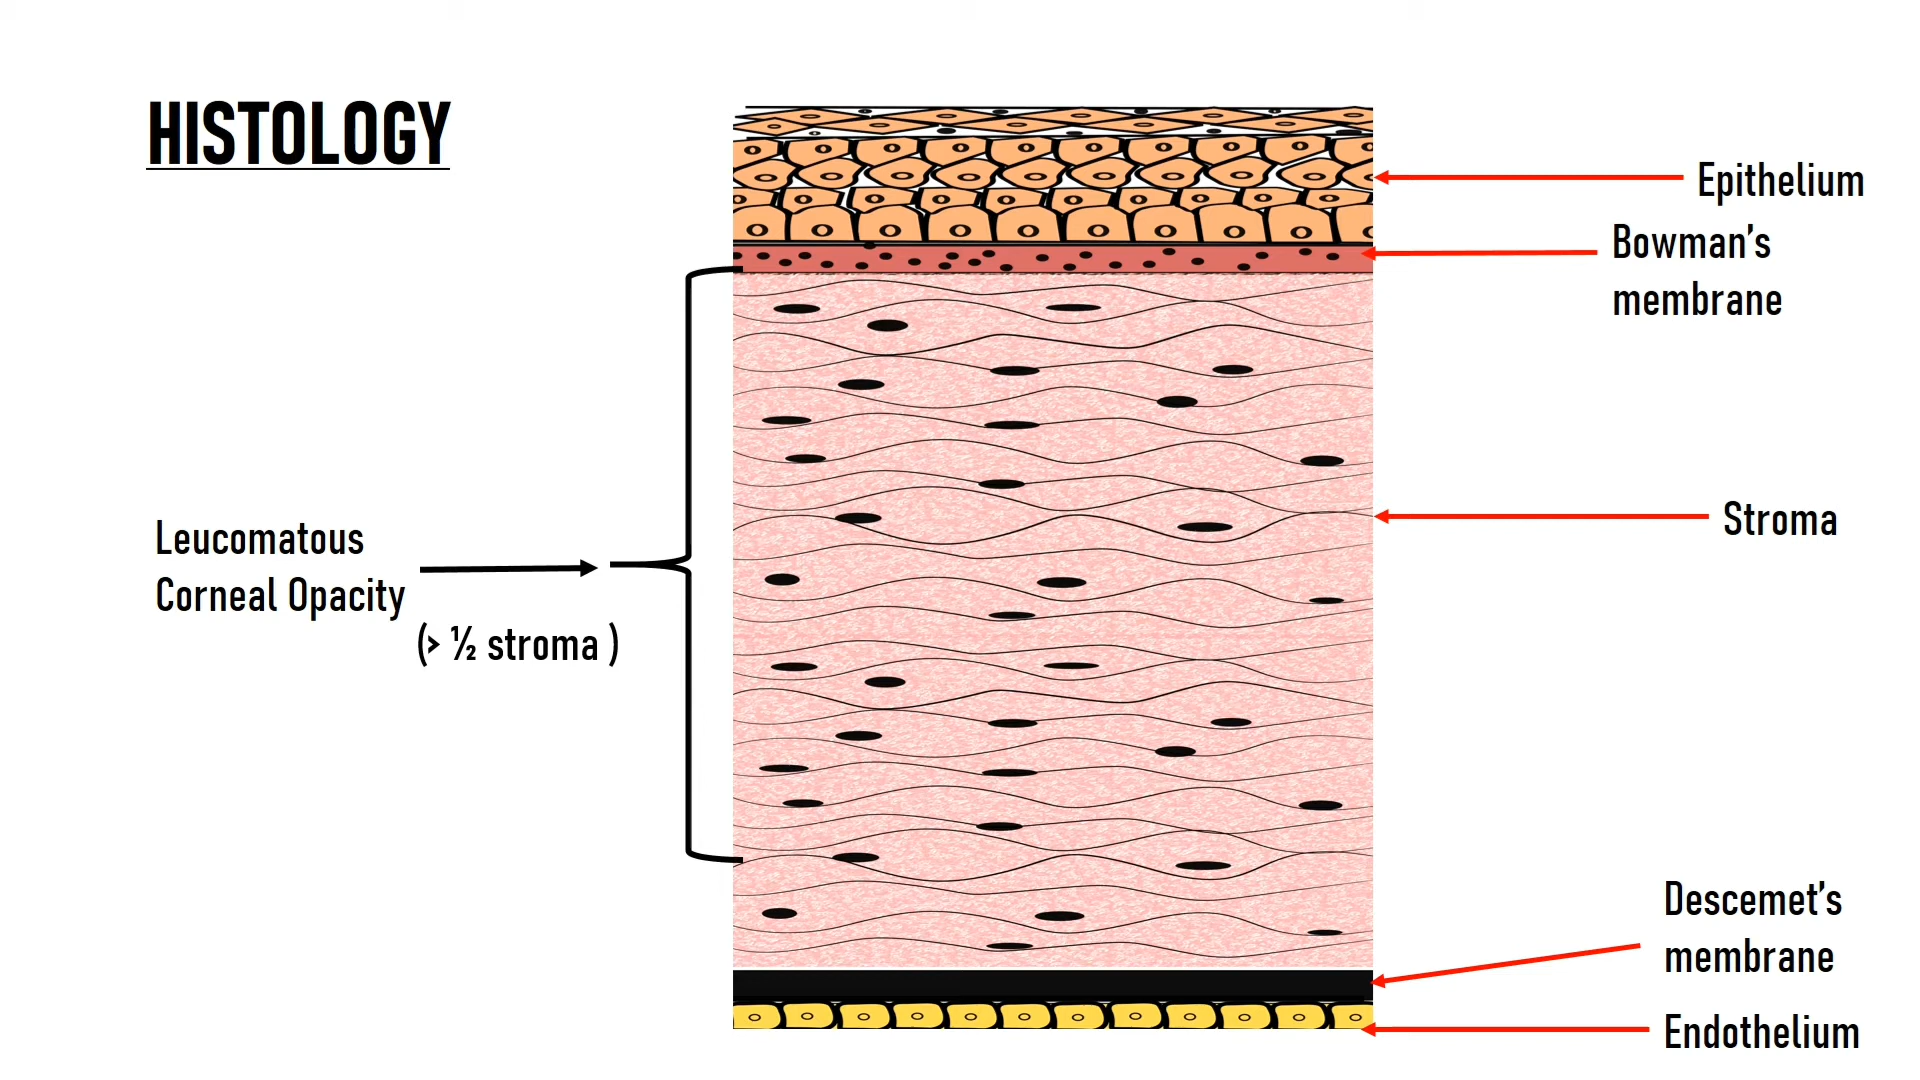 HISTOLOGY
Epithelium
Bowman's
membrane
Leucomatous
Corneal Opacity
(> ½ stroma )
Stroma
Descemet's
membrane
Endothelium